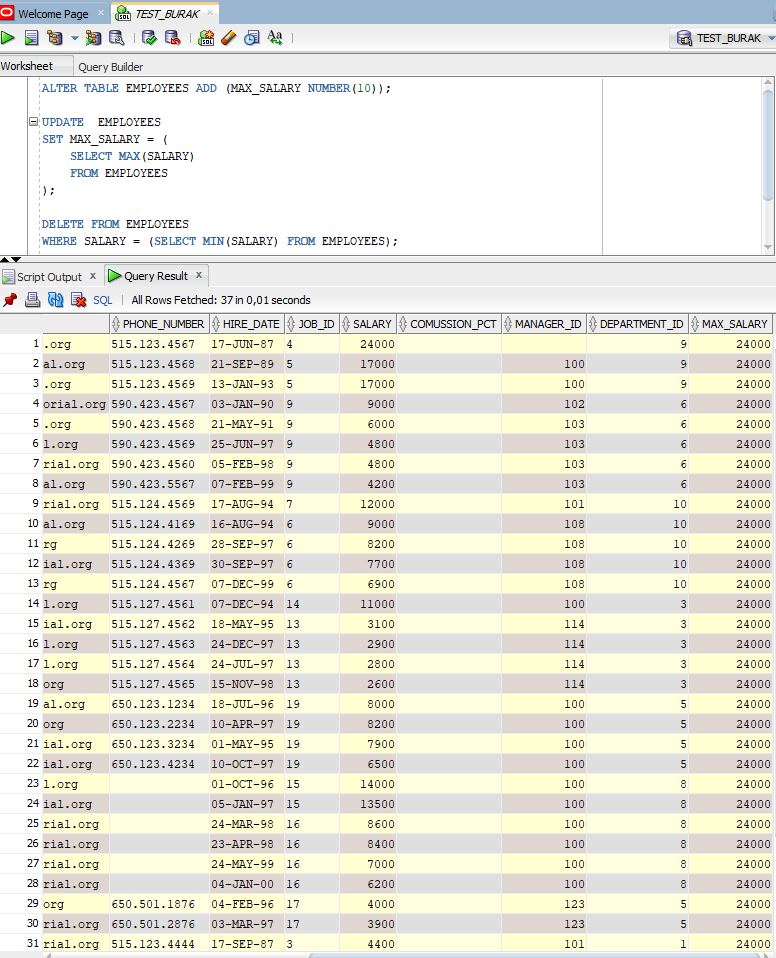 Welcome Page TEST_BURAK
SQL
SQL Aa TEST_BURAK
Worksheet Query Builder
ALTER TABLE EMPLOYEES ADD (MAX_SALARY NUMBER(10));
UPDATE  EMPLOYEES
SET MAX_SALARY = (
    SELECT MAX(SALARY)
    FROM EMPLOYEES
);
DELETE FROM EMPLOYEES
WHERE SALARY = (SELECT MIN(SALARY) FROM EMPLOYEES);
Script Output x Query Result x
SQL | All Rows Fetched: 37 in 0,01 seconds
PHONE_NUMBER HIRE_DATE JOB_ID SALARY COMUSSION_PCT MANAGER_ID DEPARTMENT_ID MAX_SALARY
1 .org 515.123.4567 17-JUN-87 4 24000 9 24000
2 al.org 515.123.4568 21-SEP-89 5 17000 100 9 24000
3 .org 515.123.4569 13-JAN-93 5 17000 100 9 24000
4 orial.org 590.423.4567 03-JAN-90 9 9000 102 6 24000
5 .org 590.423.4568 21-MAY-91 9 6000 103 6 24000
6 l.org 590.423.4569 25-JUN-97 9 4800 103 6 24000
7 rial.org 590.423.4560 05-FEB-98 9 4800 103 6 24000
8 al.org 590.423.5567 07-FEB-99 9 4200 103 6 24000
9 rial.org 515.124.4569 17-AUG-94 7 12000 101 10 24000
10 al.org 515.124.4169 16-AUG-94 6 9000 108 10 24000
11 rg 515.124.4269 28-SEP-97 6 8200 108 10 24000
12 ial.org 515.124.4369 30-SEP-97 6 7700 108 10 24000
13 rg 515.124.4567 07-DEC-99 6 6900 108 10 24000
14 l.org 515.127.4561 07-DEC-94 14 11000 100 3 24000
15 ial.org 515.127.4562 18-MAY-95 13 3100 114 3 24000
16 l.org 515.127.4563 24-DEC-97 13 2900 114 3 24000
17 l.org 515.127.4564 24-JUL-97 13 2800 114 3 24000
18 org 515.127.4565 15-NOV-98 13 2600 114 3 24000
19 al.org 650.123.1234 18-JUL-96 19 8000 100 5 24000
20 org 650.123.2234 10-APR-97 19 8200 100 5 24000
21 ial.org 650.123.3234 01-MAY-95 19 7900 100 5 24000
22 ial.org 650.123.4234 10-OCT-97 19 6500 100 5 24000
23 l.org 01-OCT-96 15 14000 100 8 24000
24 ial.org 05-JAN-97 15 13500 100 8 24000
25 rial.org 24-MAR-98 16 8600 100 8 24000
26 rial.org 23-APR-98 16 8400 100 8 24000
27 rial.org 24-MAY-99 16 7000 100 8 24000
28 rial.org 04-JAN-00 16 6200 100 8 24000
29 org 650.501.1876 04-FEB-96 17 4000 123 5 24000
30 rial.org 650.501.2876 03-MAR-97 17 3900 123 5 24000
31 rial.org 515.123.4444 17-SEP-87 3 4400 101 1 24000